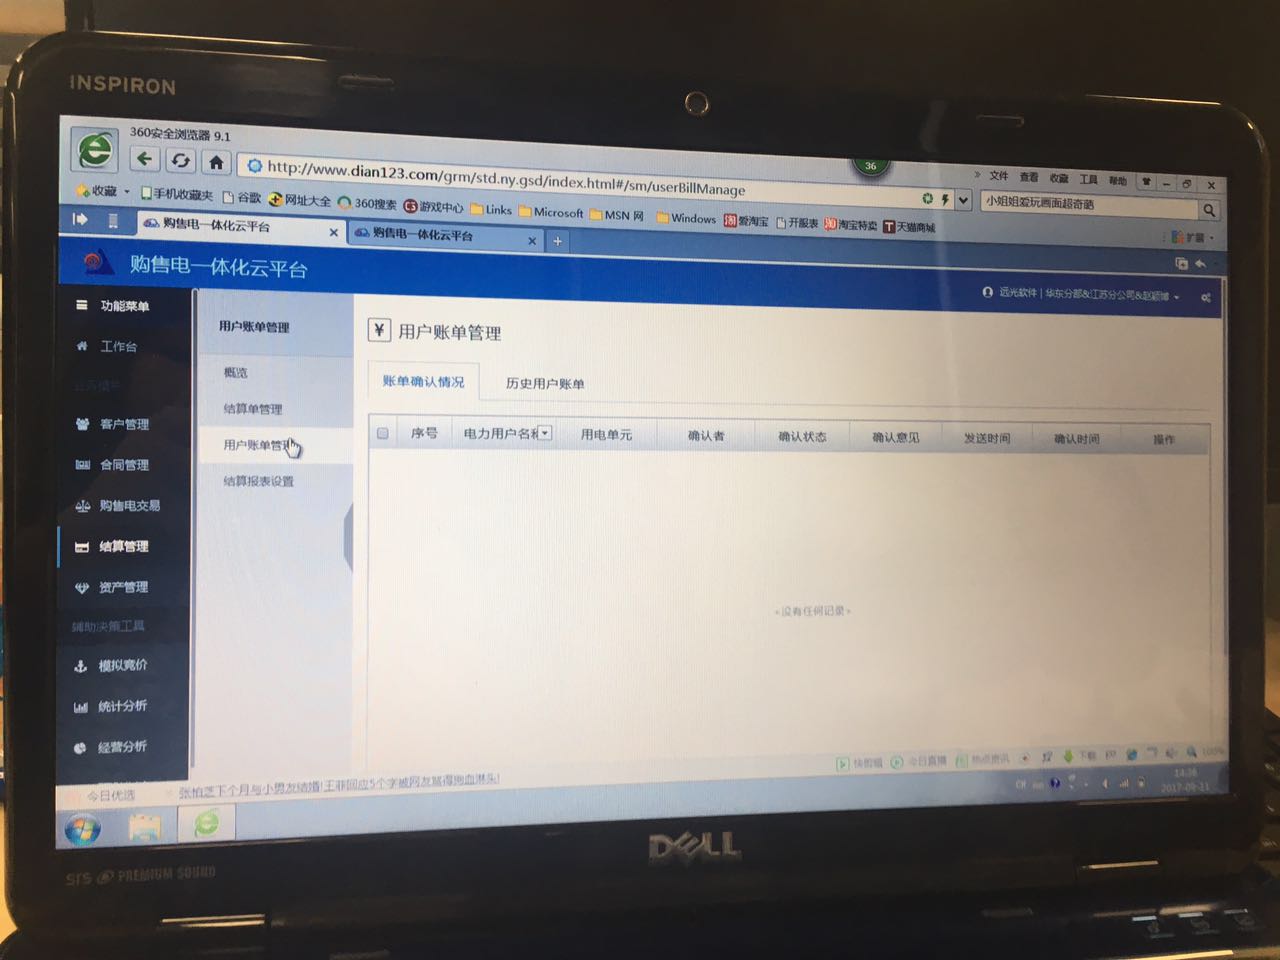 INSPIRON
360安全浏览器 9.1
36
文件 查看 收藏 工具 帮助
http://www.dian123.com/grm/std.ny.gsd/index.html#/sm/userBillManage
小姐姐爱玩画面超奇葩
收藏 手机收藏夹 谷歌 网址大全 360搜索 游戏中心 Links Microsoft MSN 网 Windows 爱淘宝 开服表 淘宝特卖 天猫商城
购售电一体化云平台 购售电一体化云平台
扩展
购售电一体化云平台
远光软件 | 华东分部&江苏分公司&赵颖博
功能菜单
工作台
客户管理
合同管理
购售电交易
结算管理
资产管理
辅助决策工具
模拟竞价
统计分析
经营分析
用户账单管理
概览
结算单管理
用户账单管理
结算报表设置
¥ 用户账单管理
账单确认情况 历史用户账单
序号 电力用户名称 用电单元 确认者 确认状态 确认意见 发送时间 确认时间 操作
- 没有任何记录 -
今日优选 张柏芝下个月与小男友结婚!王菲回应5个字被网友骂得狗血淋头!
快剪辑 今日直播 热点资讯 下载 100%
CH
14:36
2017-09-11
DELL
SRS PREMIUM SOUND